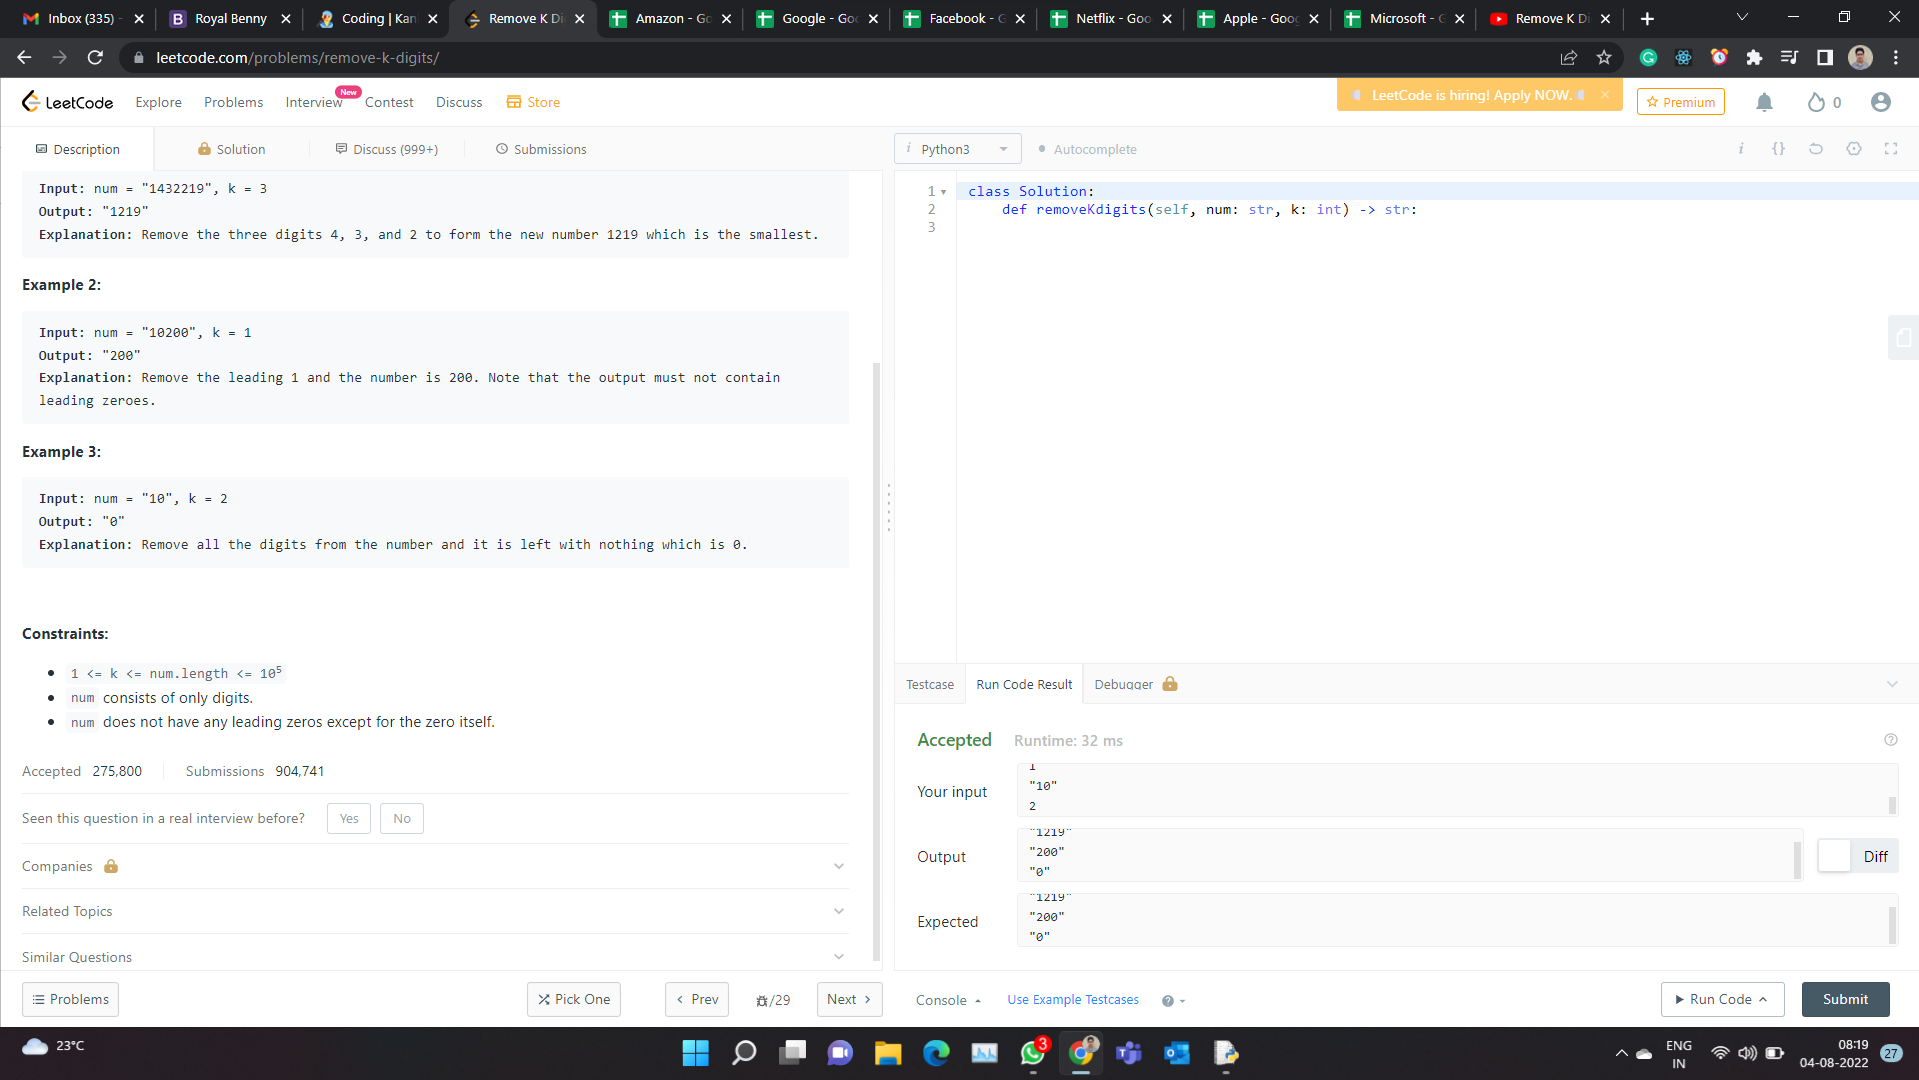 Inbox (335) -
Royal Benny
Coding | Kan
Remove K Di
Amazon - Go
Google - Goo
Facebook - G
Netflix - Goo
Apple - Goog
Microsoft - G
Remove K Di
leetcode.com/problems/remove-k-digits/
LeetCode
Explore
Problems
Interview
New
Contest
Discuss
Store
LeetCode is hiring! Apply NOW.
Premium
0
Description
Solution
Discuss (999+)
Submissions
Input: num = "1432219", k = 3
Output: "1219"
Explanation: Remove the three digits 4, 3, and 2 to form the new number 1219 which is the smallest.
Example 2:
Input: num = "10200", k = 1
Output: "200"
Explanation: Remove the leading 1 and the number is 200. Note that the output must not contain
leading zeroes.
Example 3:
Input: num = "10", k = 2
Output: "0"
Explanation: Remove all the digits from the number and it is left with nothing which is 0.
Constraints:
1 <= k <= num.length <= 10⁵
num consists of only digits.
num does not have any leading zeros except for the zero itself.
Accepted 275,800
Submissions 904,741
Seen this question in a real interview before?
Yes
No
Companies
Related Topics
Similar Questions
Problems
Pick One
Prev
/29
Next
i Python3
Autocomplete
i {}
1 class Solution:
2 def removeKdigits(self, num: str, k: int) -> str:
3
Testcase
Run Code Result
Debugger
Accepted
Runtime: 32 ms
Your input
1
"10"
2
Output
"1219"
"200"
"0"
Diff
Expected
"1219"
"200"
"0"
Console
Use Example Testcases
Run Code
Submit
23°C
3
ENG
IN
08:19
04-08-2022
27